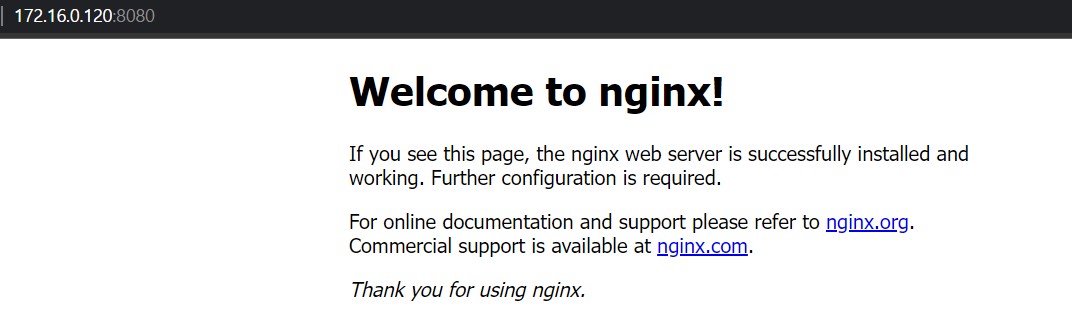 172.16.0.120:8080
Welcome to nginx!
If you see this page, the nginx web server is successfully installed and
working. Further configuration is required.
For online documentation and support please refer to nginx.org.
Commercial support is available at nginx.com.
Thank you for using nginx.